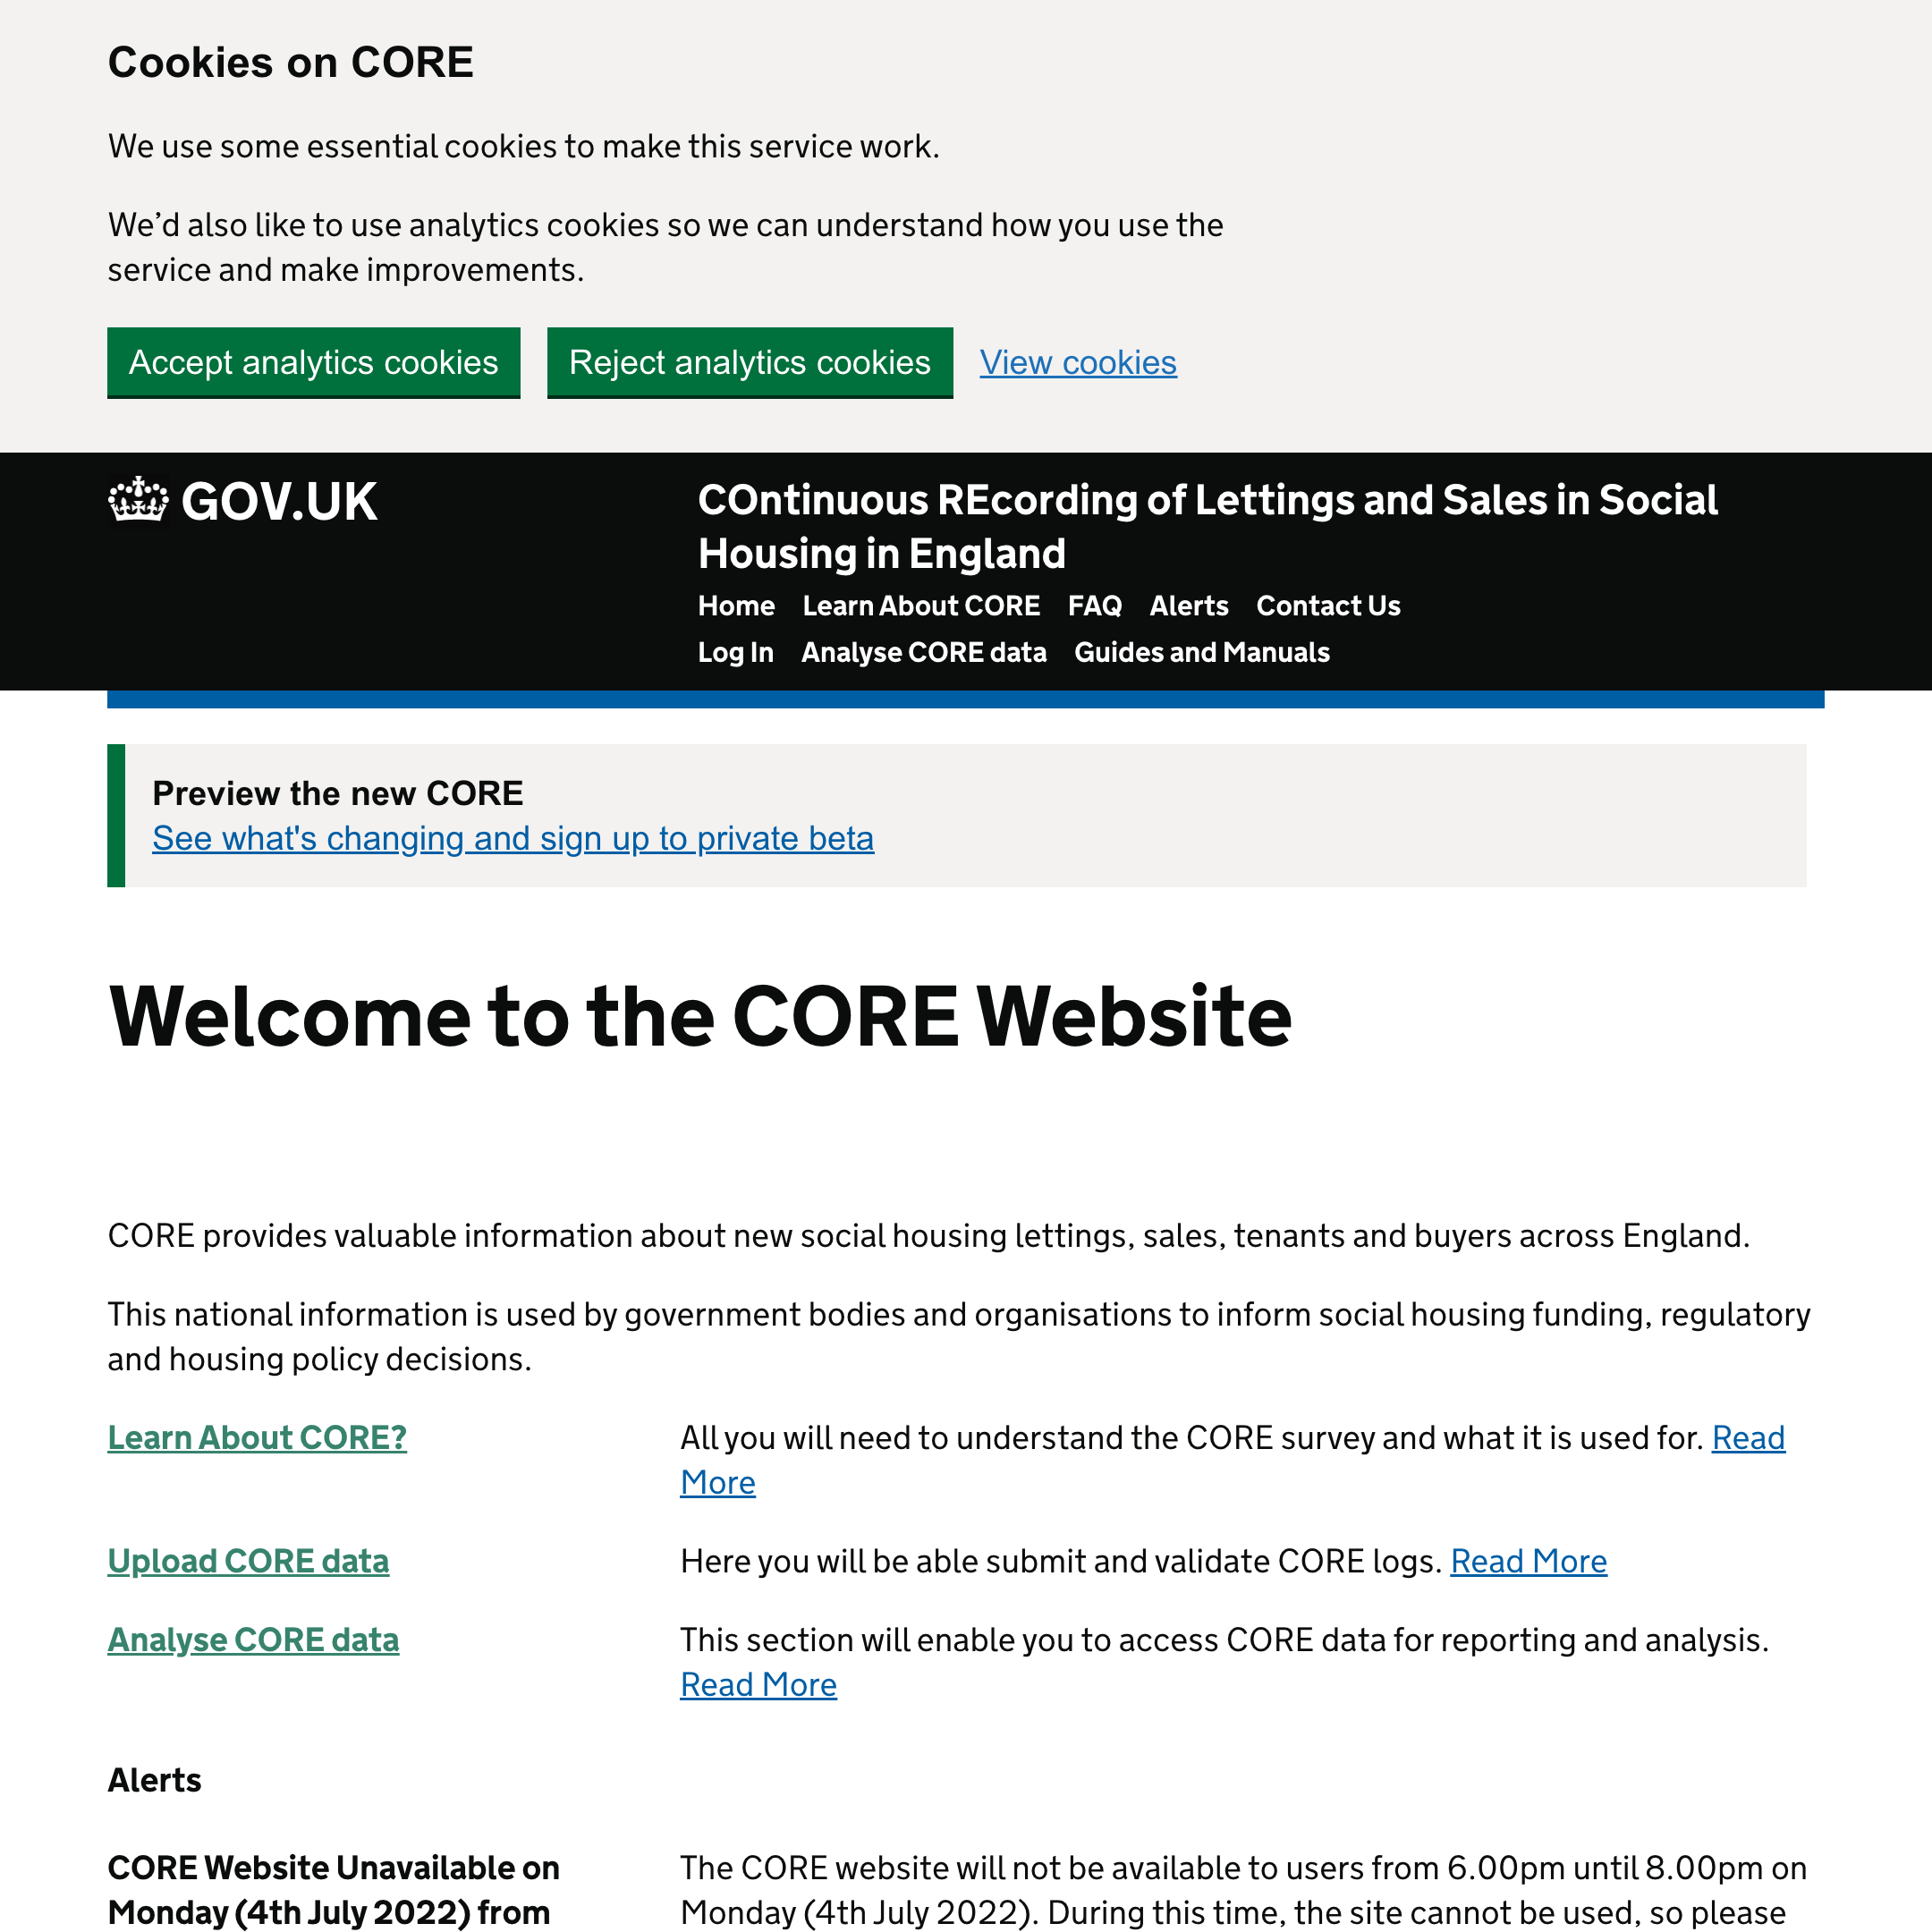 Cookies on CORE
We use some essential cookies to make this service work.
We’d also like to use analytics cookies so we can understand how you use the
service and make improvements.
Accept analytics cookies Reject analytics cookies View cookies
GOV.UK
COntinuous REcording of Lettings and Sales in Social
Housing in England
Home Learn About CORE FAQ Alerts Contact Us
Log In Analyse CORE data Guides and Manuals
Preview the new CORE
See what's changing and sign up to private beta
Welcome to the CORE Website
CORE provides valuable information about new social housing lettings, sales, tenants and buyers across England.
This national information is used by government bodies and organisations to inform social housing funding, regulatory
and housing policy decisions.
Learn About CORE?
All you will need to understand the CORE survey and what it is used for. Read
More
Upload CORE data
Here you will be able submit and validate CORE logs. Read More
Analyse CORE data
This section will enable you to access CORE data for reporting and analysis.
Read More
Alerts
CORE Website Unavailable on
Monday (4th July 2022) from
The CORE website will not be available to users from 6.00pm until 8.00pm on
Monday (4th July 2022). During this time, the site cannot be used, so please